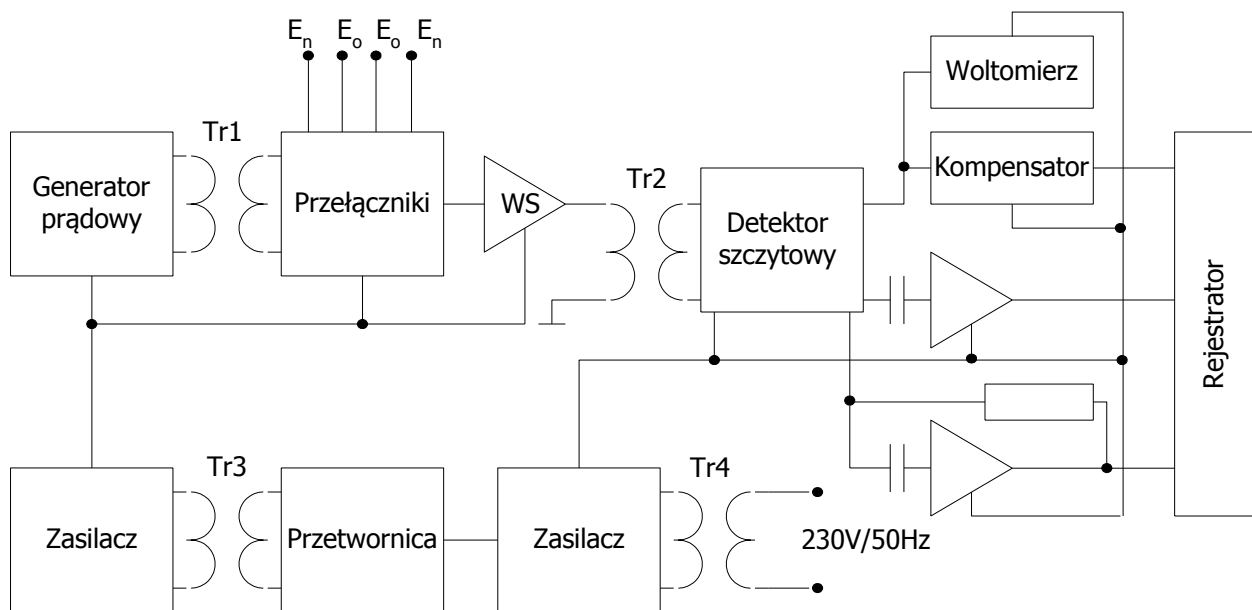 Eₙ Eₒ Eₒ Eₙ
Woltomierz
Tr1
Generator
prądowy
Przełączniki
WS
Tr2
Detektor
szczytowy
Kompensator
Rejestrator
Tr3
Tr4
Zasilacz
Przetwornica
Zasilacz
230V/50Hz